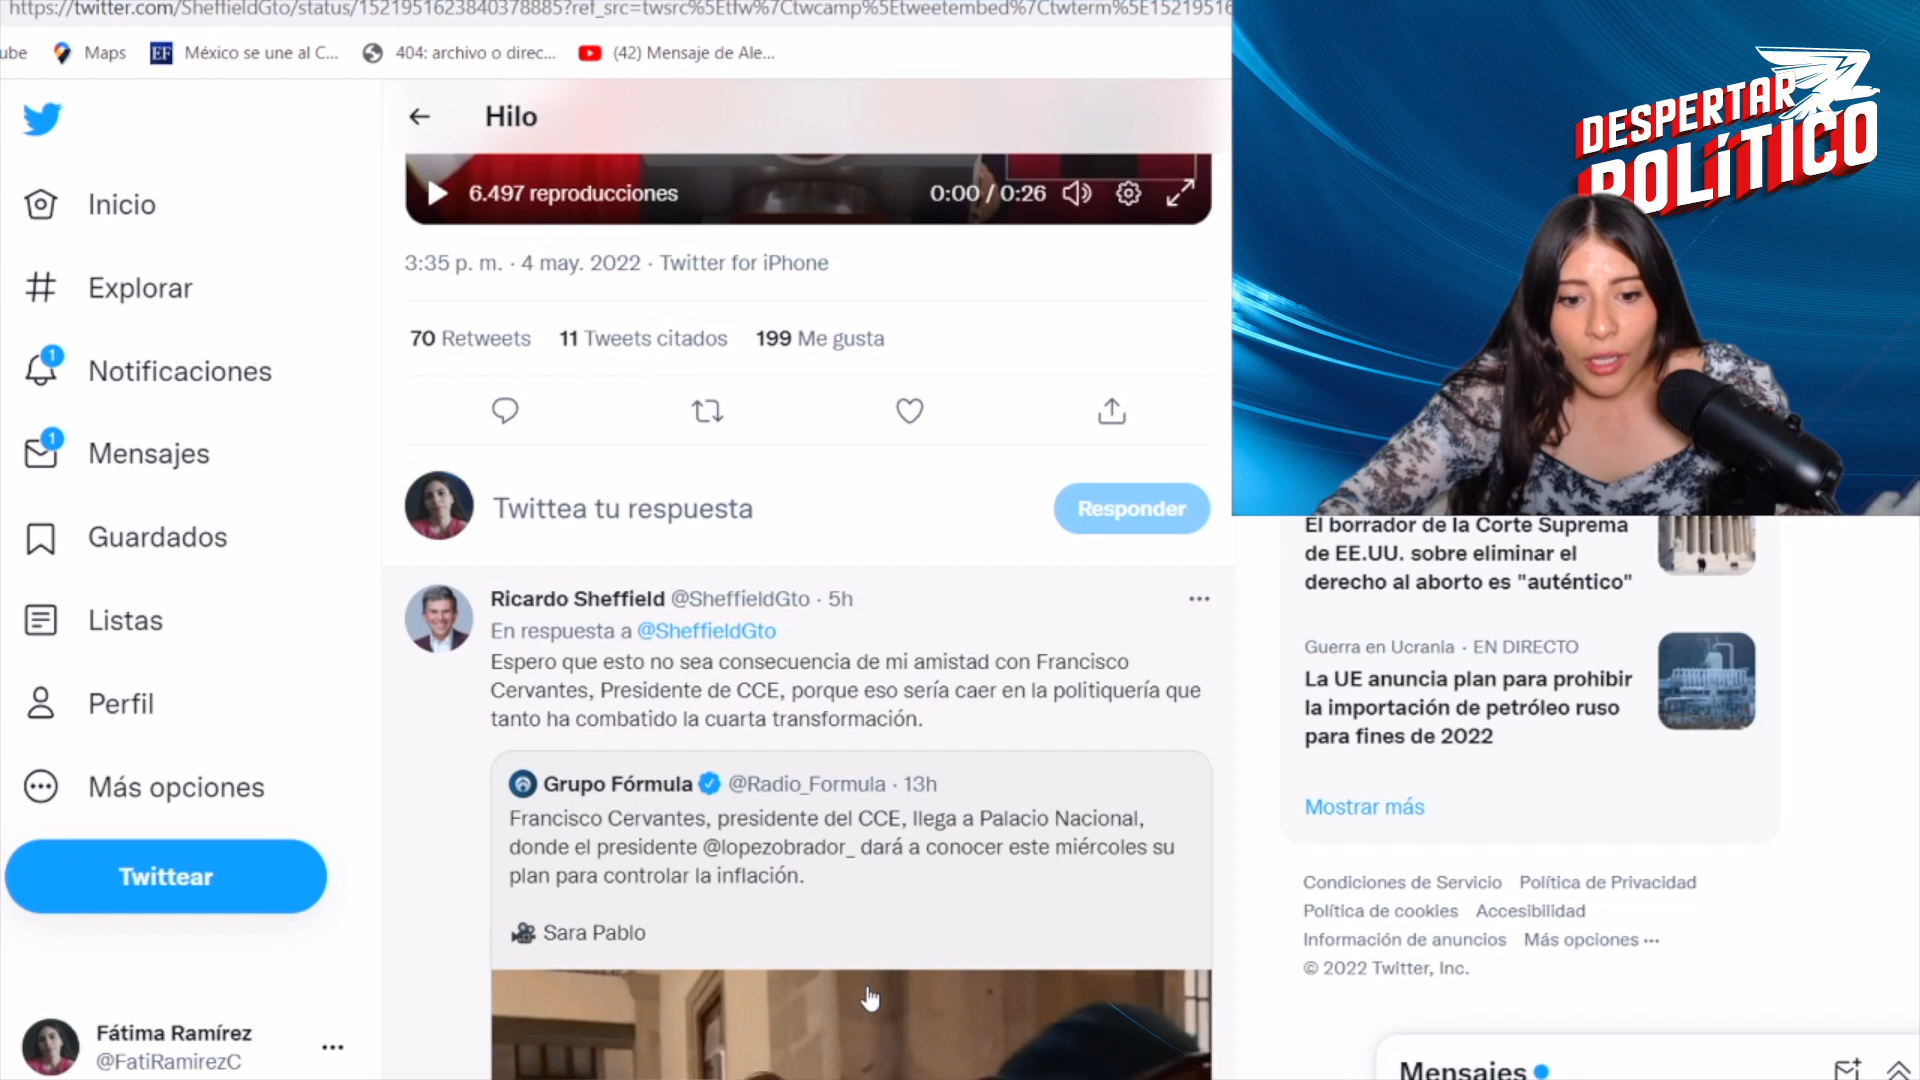 https://twitter.com/SheffieldGto/status/1521951623840378885?ref_src=twsrc%5Etfw%7Ctwcamp%5Etweetembed%7Ctwterm%5E15219516
ube
Maps
EF
México se une al C...
404: archivo o direc...
(42) Mensaje de Ale...
Inicio
Explorar
1
Notificaciones
1
Mensajes
Guardados
Listas
Perfil
Más opciones
Twittear
Fátima Ramírez
@FatiRamirezC
Hilo
6.497 reproducciones
0:00 / 0:26
3:35 p. m. · 4 may. 2022 · Twitter for iPhone
70 Retweets 11 Tweets citados 199 Me gusta
Twittea tu respuesta
Responder
Ricardo Sheffield @SheffieldGto · 5h
En respuesta a @SheffieldGto
Espero que esto no sea consecuencia de mi amistad con Francisco
Cervantes, Presidente de CCE, porque eso sería caer en la politiquería que
tanto ha combatido la cuarta transformación.
Grupo Fórmula @Radio_Formula · 13h
Francisco Cervantes, presidente del CCE, llega a Palacio Nacional,
donde el presidente @lopezobrador_ dará a conocer este miércoles su
plan para controlar la inflación.
Sara Pablo
DESPERTAR
POLÍTICO
El borrador de la Corte Suprema
de EE.UU. sobre eliminar el
derecho al aborto es "auténtico"
Guerra en Ucrania · EN DIRECTO
La UE anuncia plan para prohibir
la importación de petróleo ruso
para fines de 2022
Mostrar más
Condiciones de Servicio Política de Privacidad
Política de cookies Accesibilidad
Información de anuncios Más opciones ···
© 2022 Twitter, Inc.
Mensajes